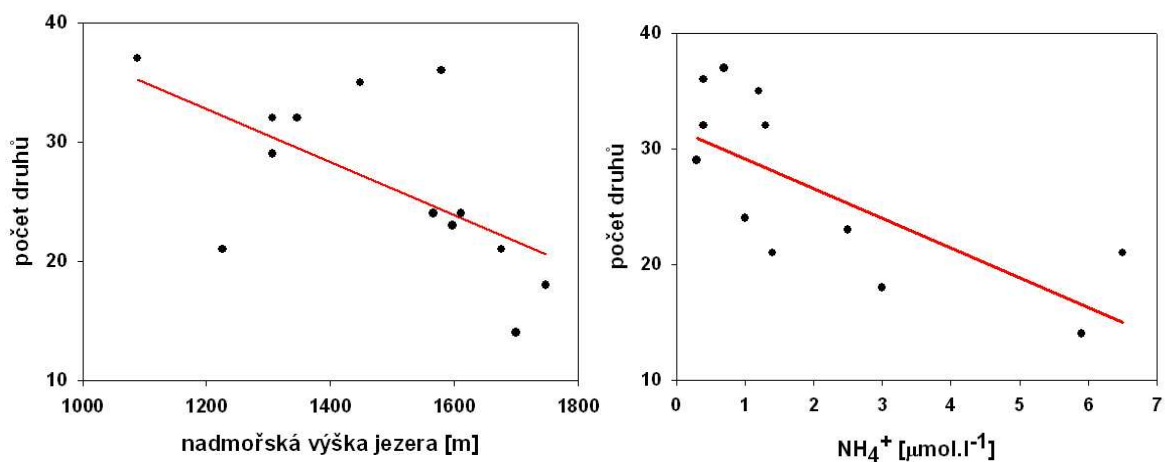 40
30
20
10
počet druhů
1000 1200 1400 1600 1800
nadmořská výška jezera [m]
40
30
20
10
počet druhů
0 1 2 3 4 5 6 7
NH₄⁺ [µmol.l⁻¹]